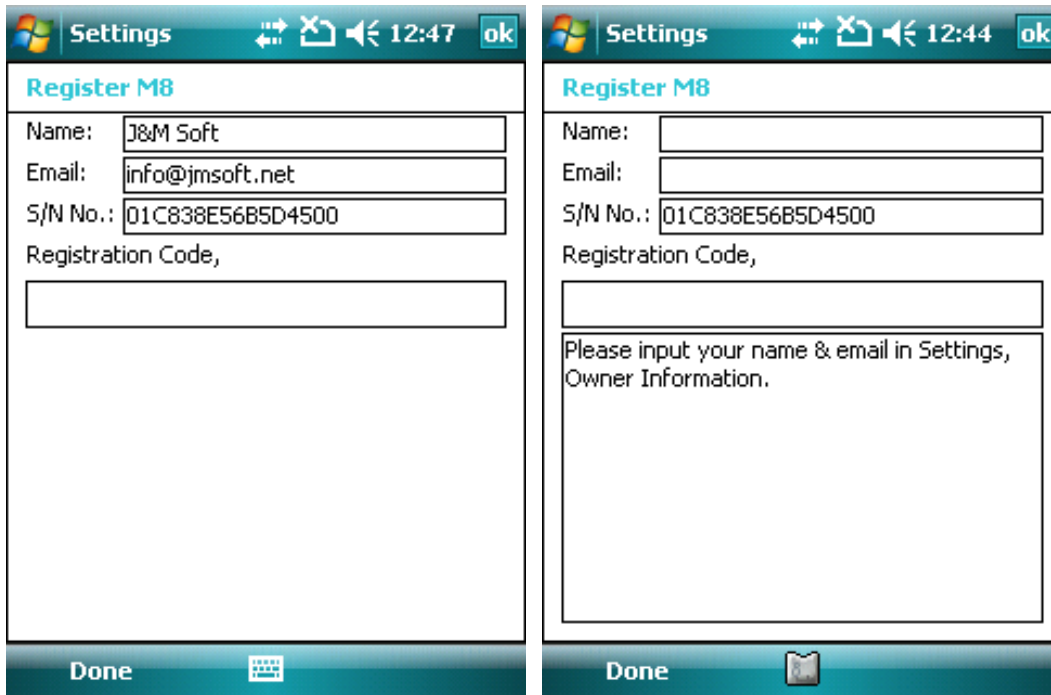 Settings 12:47 ok
Register M8
Name: J&M Soft
Email: info@jmsoft.net
S/N No.: 01C838E56B5D4500
Registration Code,
Done
Settings 12:44 ok
Register M8
Name:
Email:
S/N No.: 01C838E56B5D4500
Registration Code,
Please input your name & email in Settings,
Owner Information.
Done